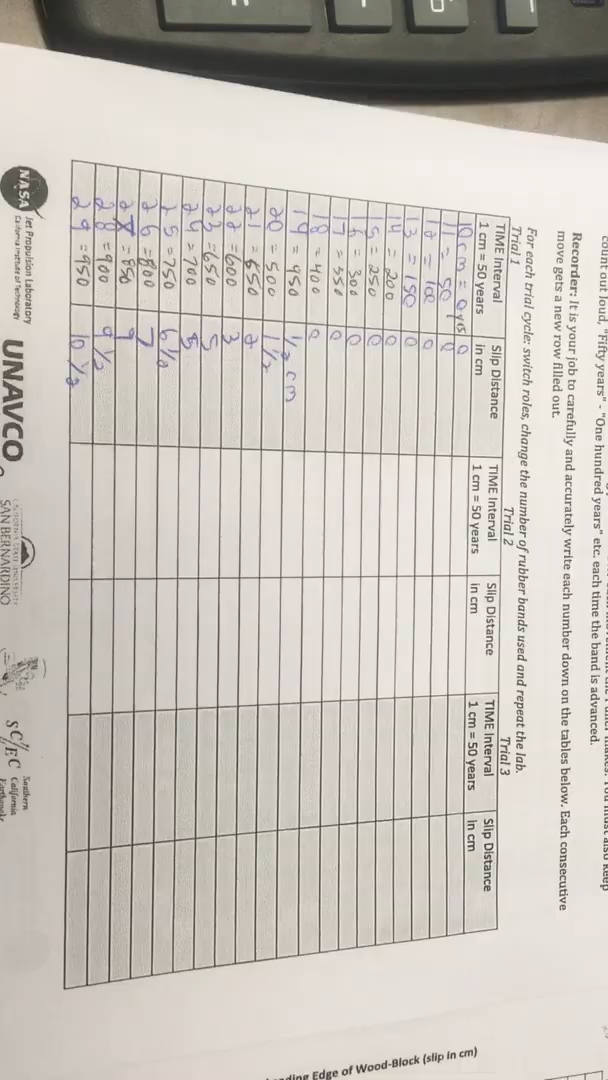 count out loud, "Fifty years" - "One hundred years" etc. each time the band is advanced.
Recorder: It is your job to carefully and accurately write each number down on the tables below. Each consecutive
move gets a new row filled out.
For each trial cycle: switch roles, change the number of rubber bands used and repeat the lab.
Trial 1 Trial 2 Trial 3
TIME Interval Slip Distance TIME Interval Slip Distance TIME Interval Slip Distance
1 cm = 50 years in cm 1 cm = 50 years in cm 1 cm = 50 years in cm
10 cm = 0 yrs 0
11 = 50 0
12 = 100 0
13 = 150 0
14 = 200 0
15 = 250 0
16 = 300 0
17 = 350 0
18 = 400 0
19 = 450 1/2 cm
20 = 500 1 1/2
21 = 550 2
22 = 600 3
23 = 650 5
24 = 700 5
25 = 750 6 1/2
26 = 800 7
27 = 850 9
28 = 900 9 1/2
29 = 950 10 1/2
NASA Jet Propulsion Laboratory
California Institute of Technology
UNAVCO
CALIFORNIA STATE UNIVERSITY
SAN BERNARDINO
SC/EC
Southern
California
Earthquake
Edge of Wood-Block (slip in cm)